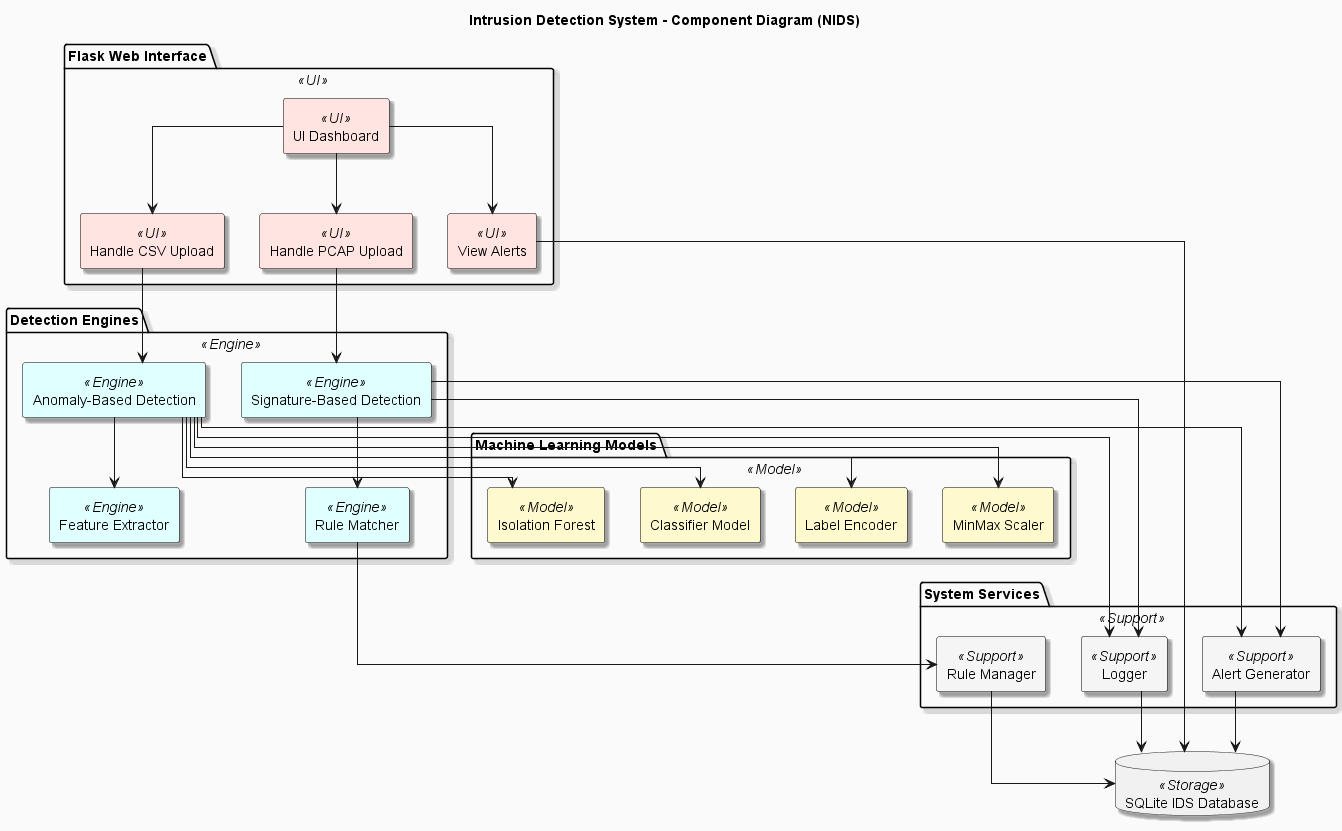 Intrusion Detection System - Component Diagram (NIDS)
Flask Web Interface
«UI»
«UI»
UI Dashboard
«UI»
Handle CSV Upload
«UI»
Handle PCAP Upload
«UI»
View Alerts
Detection Engines
«Engine»
«Engine»
Anomaly-Based Detection
«Engine»
Signature-Based Detection
«Engine»
Feature Extractor
«Engine»
Rule Matcher
Machine Learning Models
«Model»
«Model»
Isolation Forest
«Model»
Classifier Model
«Model»
Label Encoder
«Model»
MinMax Scaler
System Services
«Support»
«Support»
Rule Manager
«Support»
Logger
«Support»
Alert Generator
«Storage»
SQLite IDS Database